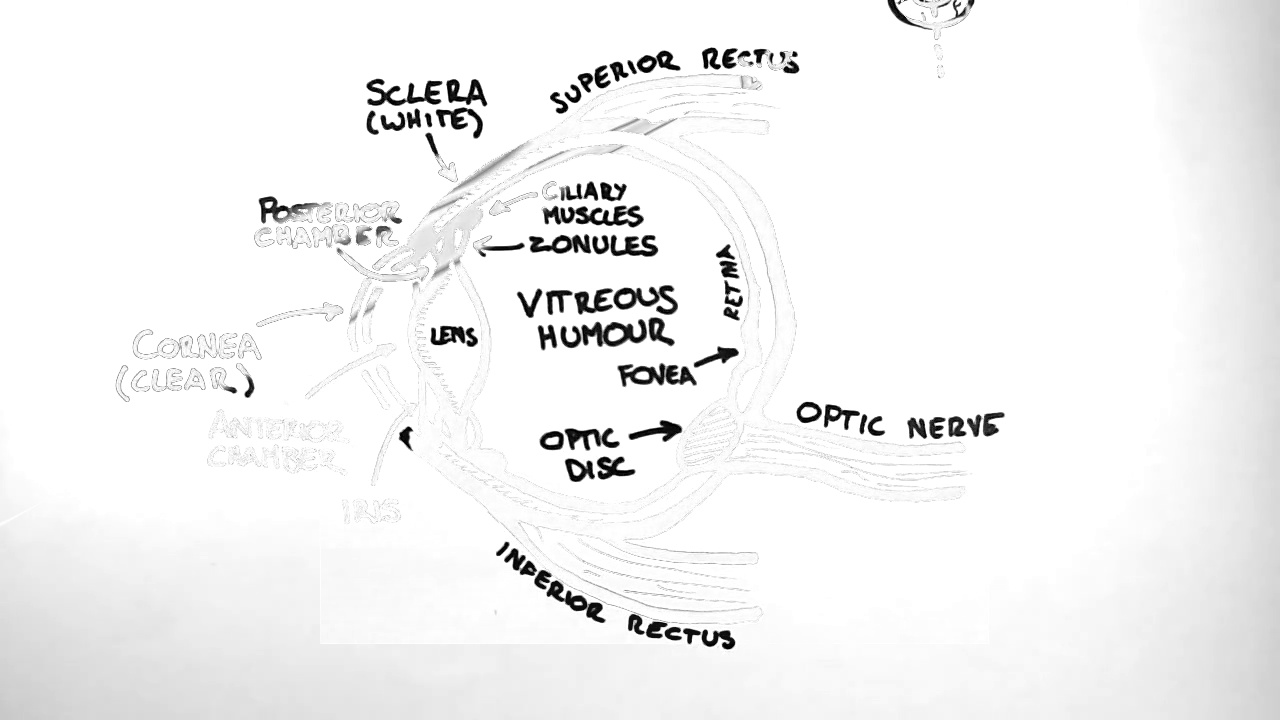 SUPERIOR RECTUS
SCLERA
(WHITE)
CILIARY
MUSCLES
POSTERIOR
CHAMBER
ZONULES
RETINA
VITREOUS
HUMOUR
LENS
CORNEA
(CLEAR)
FOVEA
ANTERIOR
CHAMBER
OPTIC NERVE
OPTIC
DISC
IRIS
INFERIOR RECTUS